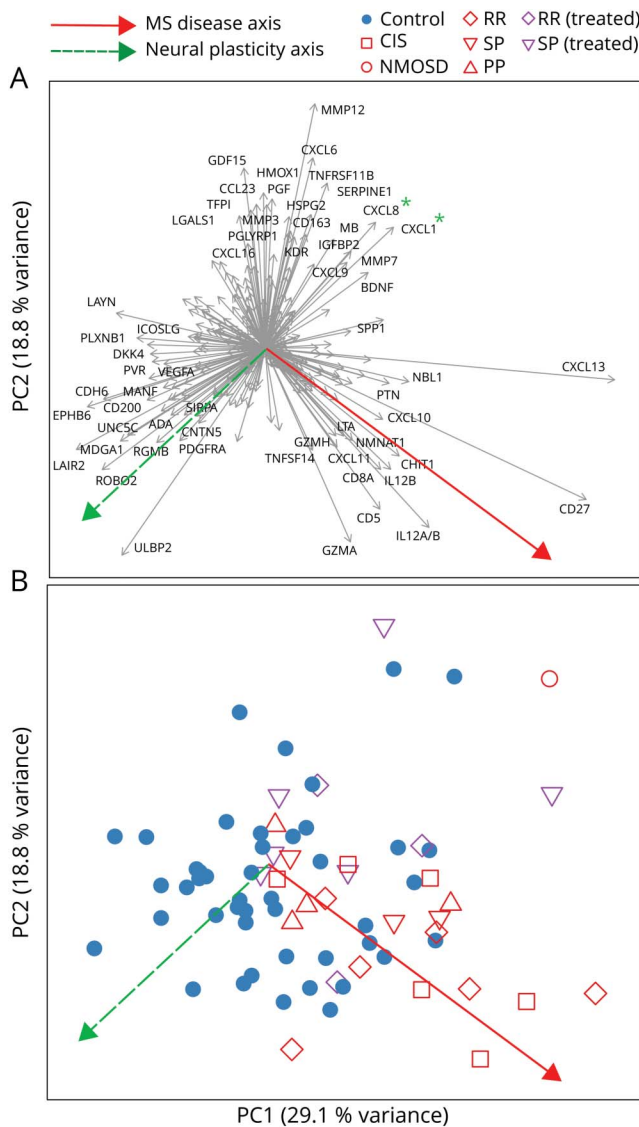 MS disease axis
Neural plasticity axis
Control
CIS
NMOSD
RR
SP
PP
RR (treated)
SP (treated)
A
MMP12
CXCL6
GDF15
HMOX1
TNFRSF11B
CCL23
PGF
SERPINE1
TFPI
HSPG2
CXCL8 *
LGALS1
MMP3
CD163
MB
CXCL1 *
PGLYRP1
IGFBP2
CXCL16
KDR
MMP7
CXCL9
BDNF
LAYN
ICOSLG
SPP1
PLXNB1
DKK4
CXCL13
PVR
VEGFA
NBL1
CDH6
MANF
PTN
EPHB6
CD200
SIRPA
CXCL10
UNC5C
ADA
LTA
CNTN5
GZMH
NMNAT1
MDGA1
RGMB
PDGFRA
TNFSF14
CXCL11
CHIT1
LAIR2
CD8A
IL12B
ROBO2
CD27
CD5
IL12A/B
ULBP2
GZMA
PC2 (18.8 % variance)
B
PC2 (18.8 % variance)
PC1 (29.1 % variance)